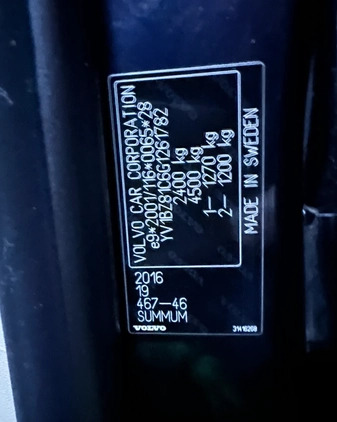 VOLVO CAR CORPORATION
e9*2001/116*0065*28
YV1BZ81C6G1261782
2400 kg
4500 kg
1— 1270 kg
2— 1200 kg
MADE IN SWEDEN
2016
19
467—46
SUMMUM
VOLVO
31418268